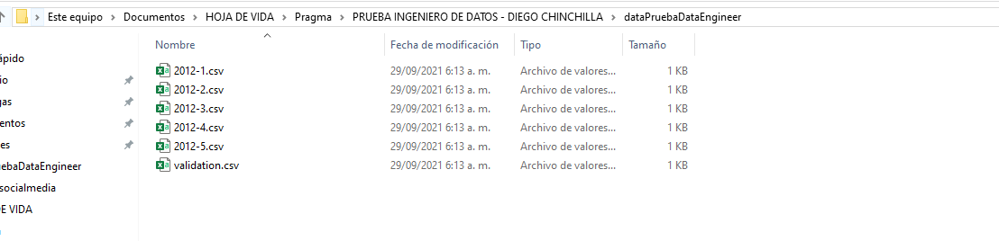 Este equipo > Documentos > HOJA DE VIDA > Pragma > PRUEBA INGENIERO DE DATOS - DIEGO CHINCHILLA > dataPruebaDataEngineer
Nombre Fecha de modificación Tipo Tamaño
ápido
2012-1.csv 29/09/2021 6:13 a. m. Archivo de valores... 1 KB
io
2012-2.csv 29/09/2021 6:13 a. m. Archivo de valores... 1 KB
gas
2012-3.csv 29/09/2021 6:13 a. m. Archivo de valores... 1 KB
entos
2012-4.csv 29/09/2021 6:13 a. m. Archivo de valores... 1 KB
es
2012-5.csv 29/09/2021 6:13 a. m. Archivo de valores... 1 KB
uebaDataEngineer
validation.csv 29/09/2021 6:13 a. m. Archivo de valores... 1 KB
socialmedia
DE VIDA